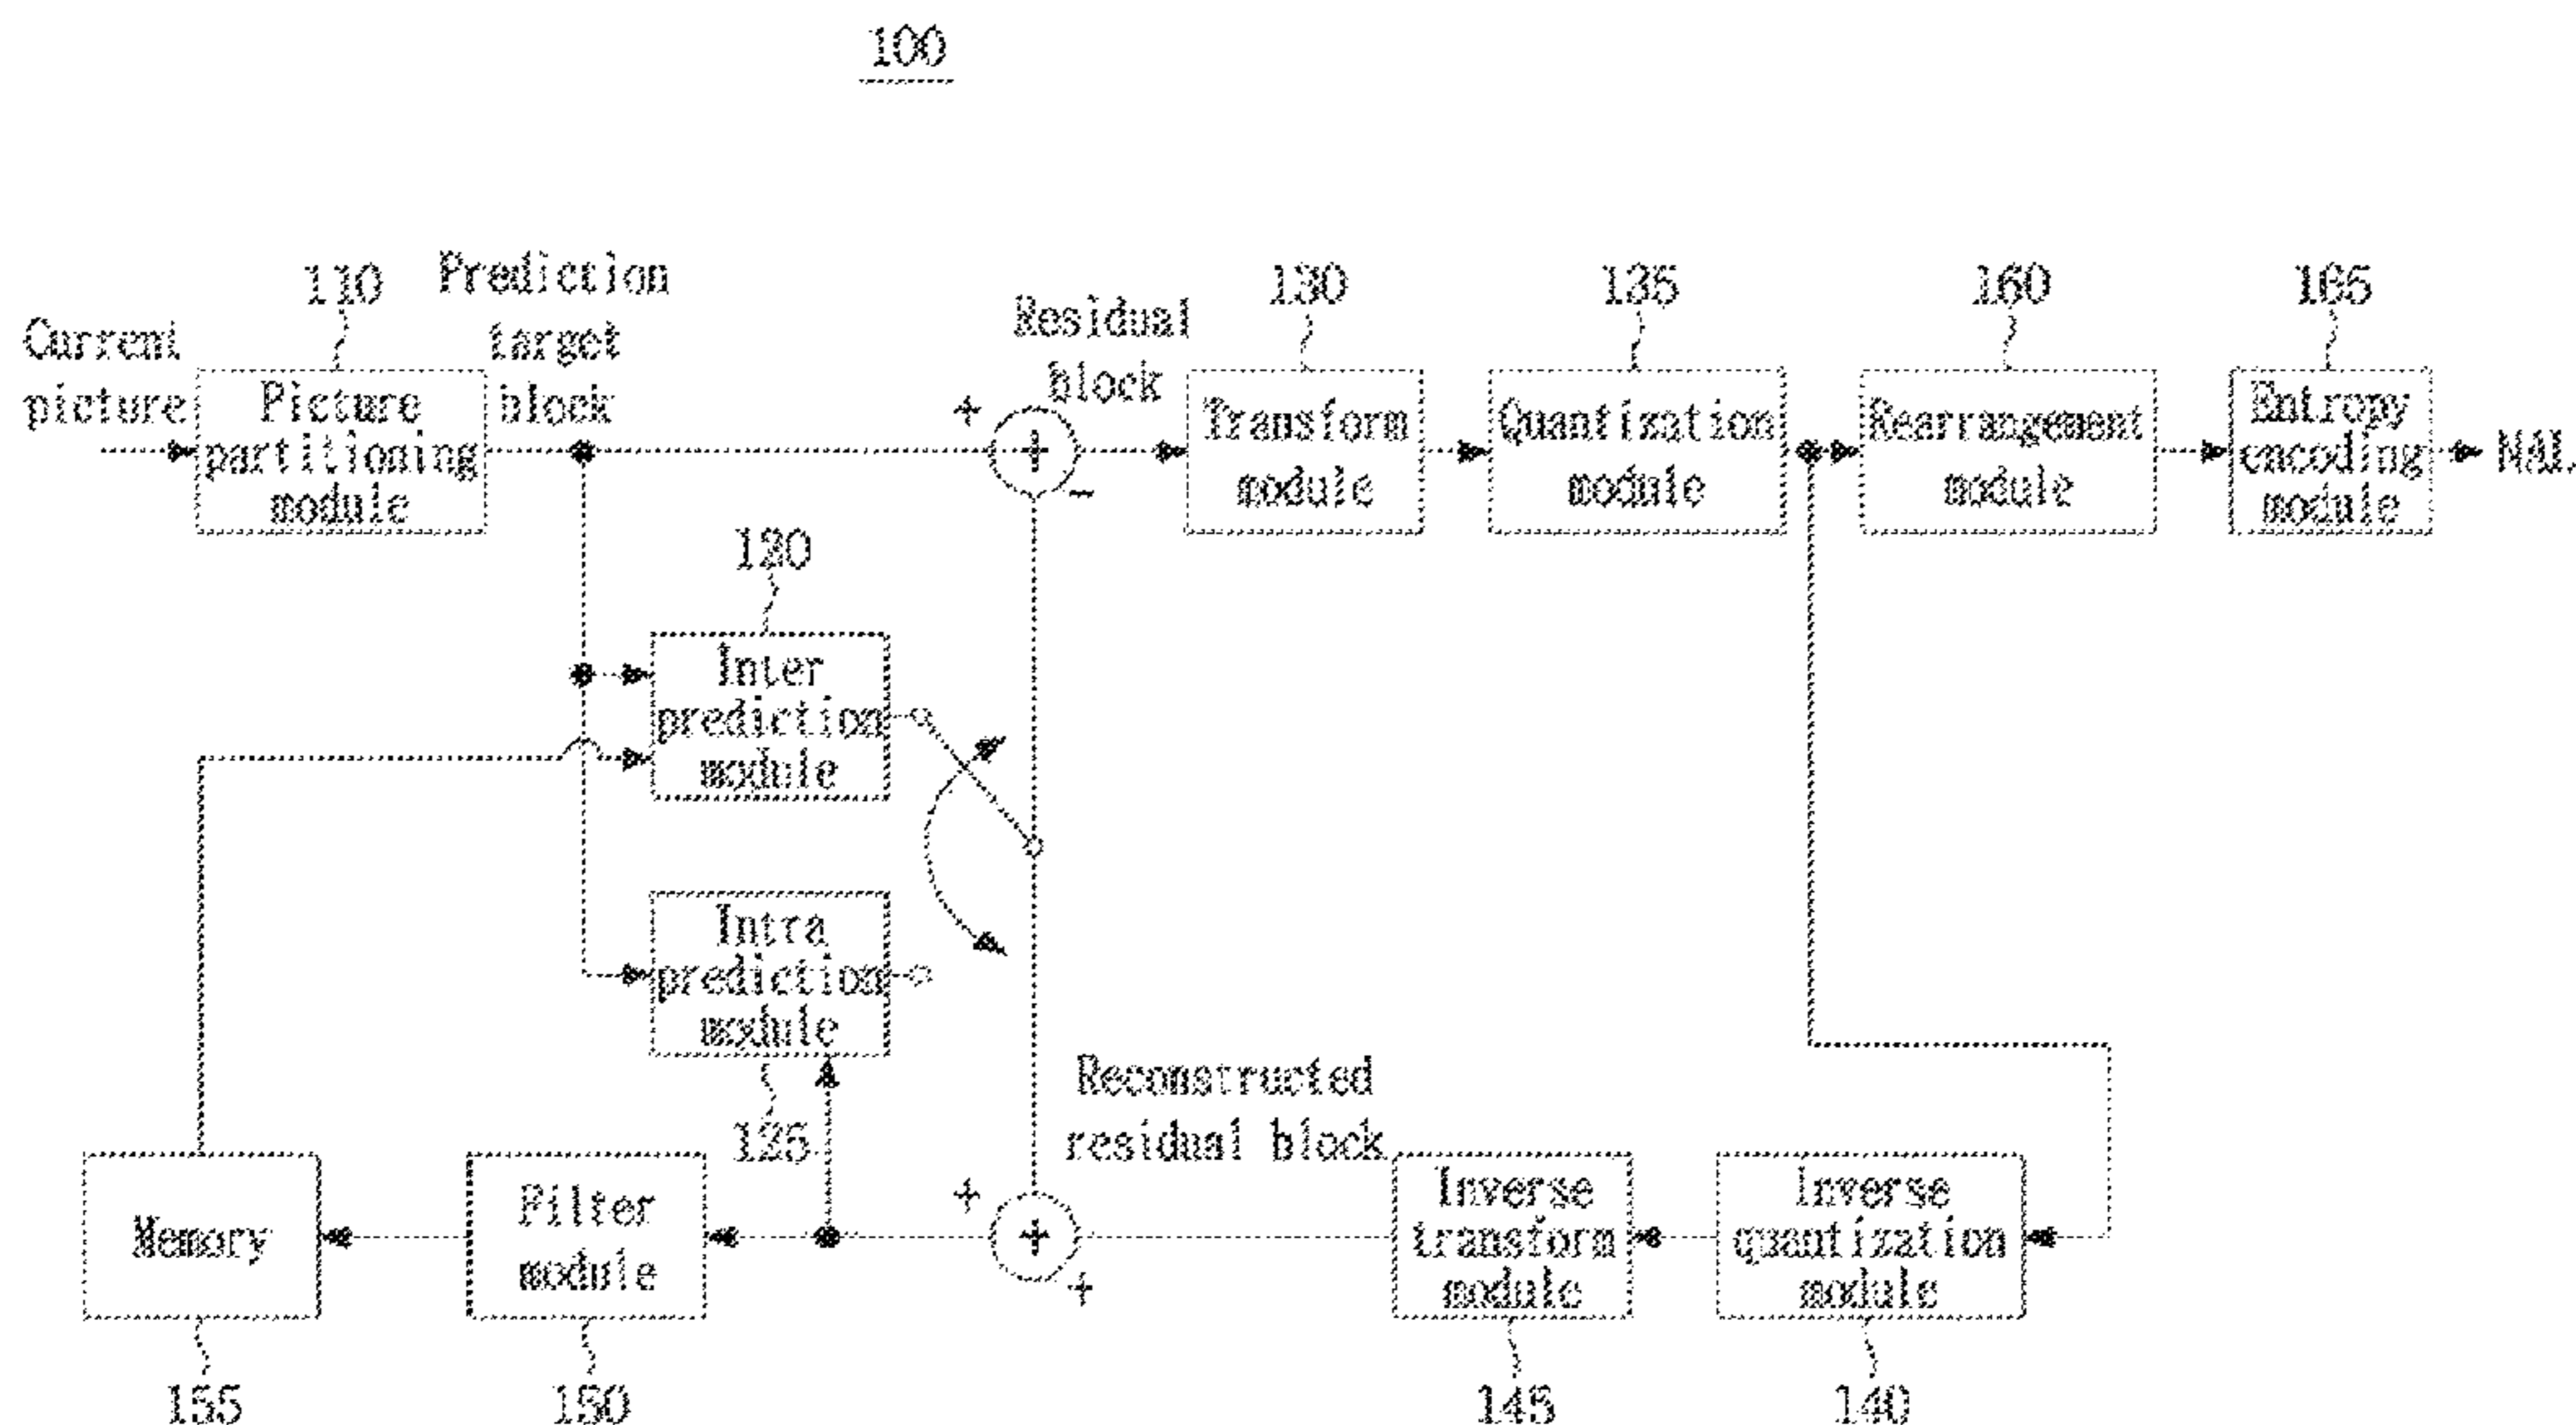 100
110
Prediction
target
block
Current
picture
Picture
partitioning
module
Residual
block
+
+
-
130
Transform
module
135
Quantization
module
160
Rearrangement
module
165
Entropy
encoding
module
NAL
120
Inter
prediction
module
Intra
prediction
module
125
Reconstructed
residual block
Memory
155
Filter
module
150
+
+
+
Inverse
transform
module
145
Inverse
quantization
module
140